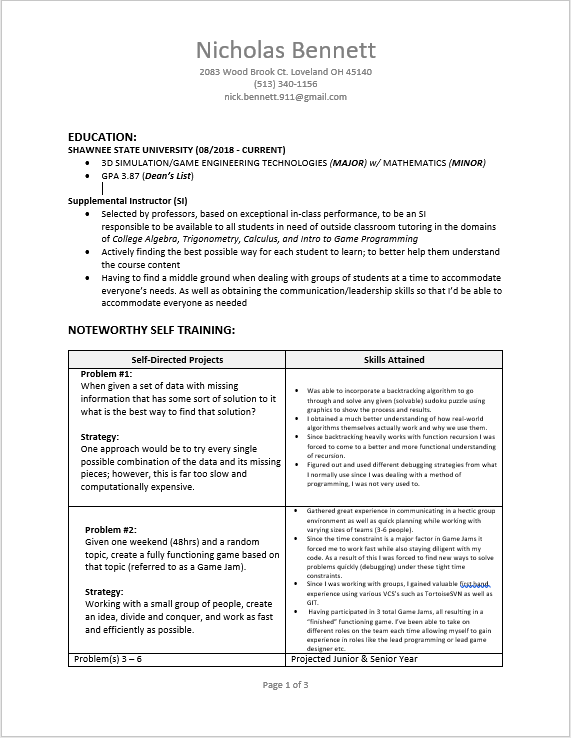 Nicholas Bennett
2083 Wood Brook Ct. Loveland OH 45140
(513) 340-1156
nick.bennett.911@gmail.com
EDUCATION:
SHAWNEE STATE UNIVERSITY (08/2018 - CURRENT)
• 3D SIMULATION/GAME ENGINEERING TECHNOLOGIES (MAJOR) w/ MATHEMATICS (MINOR)
• GPA 3.87 (Dean's List)
Supplemental Instructor (SI)
• Selected by professors, based on exceptional in-class performance, to be an SI
responsible to be available to all students in need of outside classroom tutoring in the domains
of College Algebra, Trigonometry, Calculus, and Intro to Game Programming
• Actively finding the best possible way for each student to learn; to better help them understand
the course content
• Having to find a middle ground when dealing with groups of students at a time to accommodate
everyone's needs. As well as obtaining the communication/leadership skills so that I'd be able to
accommodate everyone as needed
NOTEWORTHY SELF TRAINING:
Self-Directed Projects
Skills Attained
Problem #1:
When given a set of data with missing
information that has some sort of solution to it
what is the best way to find that solution?
Strategy:
One approach would be to try every single
possible combination of the data and its missing
pieces; however, this is far too slow and
computationally expensive.
• Was able to incorporate a backtracking algorithm to go
through and solve any given (solvable) sudoku puzzle using
graphics to show the process and results.
• I obtained a much better understanding of how real-world
algorithms themselves actually work and why we use them.
• Since backtracking heavily works with function recursion I was
forced to come to a better and more functional understanding
of recursion.
• Figured out and used different debugging strategies from what
I normally use since I was dealing with a method of
programming, I was not very used to.
Problem #2:
Given one weekend (48hrs) and a random
topic, create a fully functioning game based on
that topic (referred to as a Game Jam).
Strategy:
Working with a small group of people, create
an idea, divide and conquer, and work as fast
and efficiently as possible.
• Gathered great experience in communicating in a hectic group
environment as well as quick planning while working with
varying sizes of teams (3-6 people).
• Since the time constraint is a major factor in Game Jams it
forced me to work fast while also staying diligent with my
code. As a result of this I was forced to find new ways to solve
problems quickly (debugging) under these tight time
constraints.
• Since I was working with groups, I gained valuable firsthand
experience using various VCS's such as TortoiseSVN as well as
GIT.
• Having participated in 3 total Game Jams, all resulting in a
"finished" functioning game. I've been able to take on
different roles on the team each time allowing myself to gain
experience in roles like the lead programming or lead game
designer etc.
Problem(s) 3 – 6
Projected Junior & Senior Year
Page 1 of 3